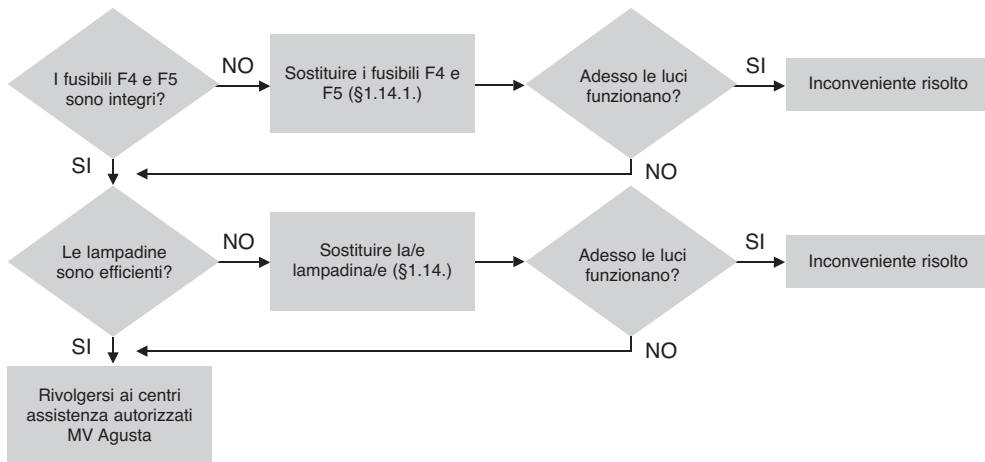 I fusibili F4 e F5
sono integri?
NO
Sostituire i fusibili F4 e
F5 (§1.14.1.)
Adesso le luci
funzionano?
SI
Inconveniente risolto
SI
NO
Le lampadine
sono efficienti?
NO
Sostituire la/e
lampadina/e (§1.14.)
Adesso le luci
funzionano?
SI
Inconveniente risolto
SI
NO
Rivolgersi ai centri
assistenza autorizzati
MV Agusta